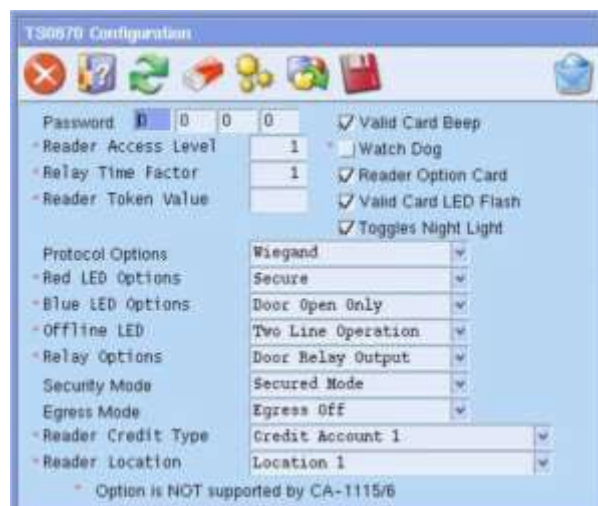 TS0870 Configuration
Password 0 0 0 0
Valid Card Beep
* Reader Access Level 1
* Watch Dog
* Relay Time Factor 1
Reader Option Card
* Reader Token Value
Valid Card LED Flash
Toggles Night Light
Protocol Options Wiegand
* Red LED Options Secure
* Blue LED Options Door Open Only
* Offline LED Two Line Operation
* Relay Options Door Relay Output
Security Mode Secured Mode
Egress Mode Egress Off
* Reader Credit Type Credit Account 1
* Reader Location Location 1
* Option is NOT supported by CA-1115/6